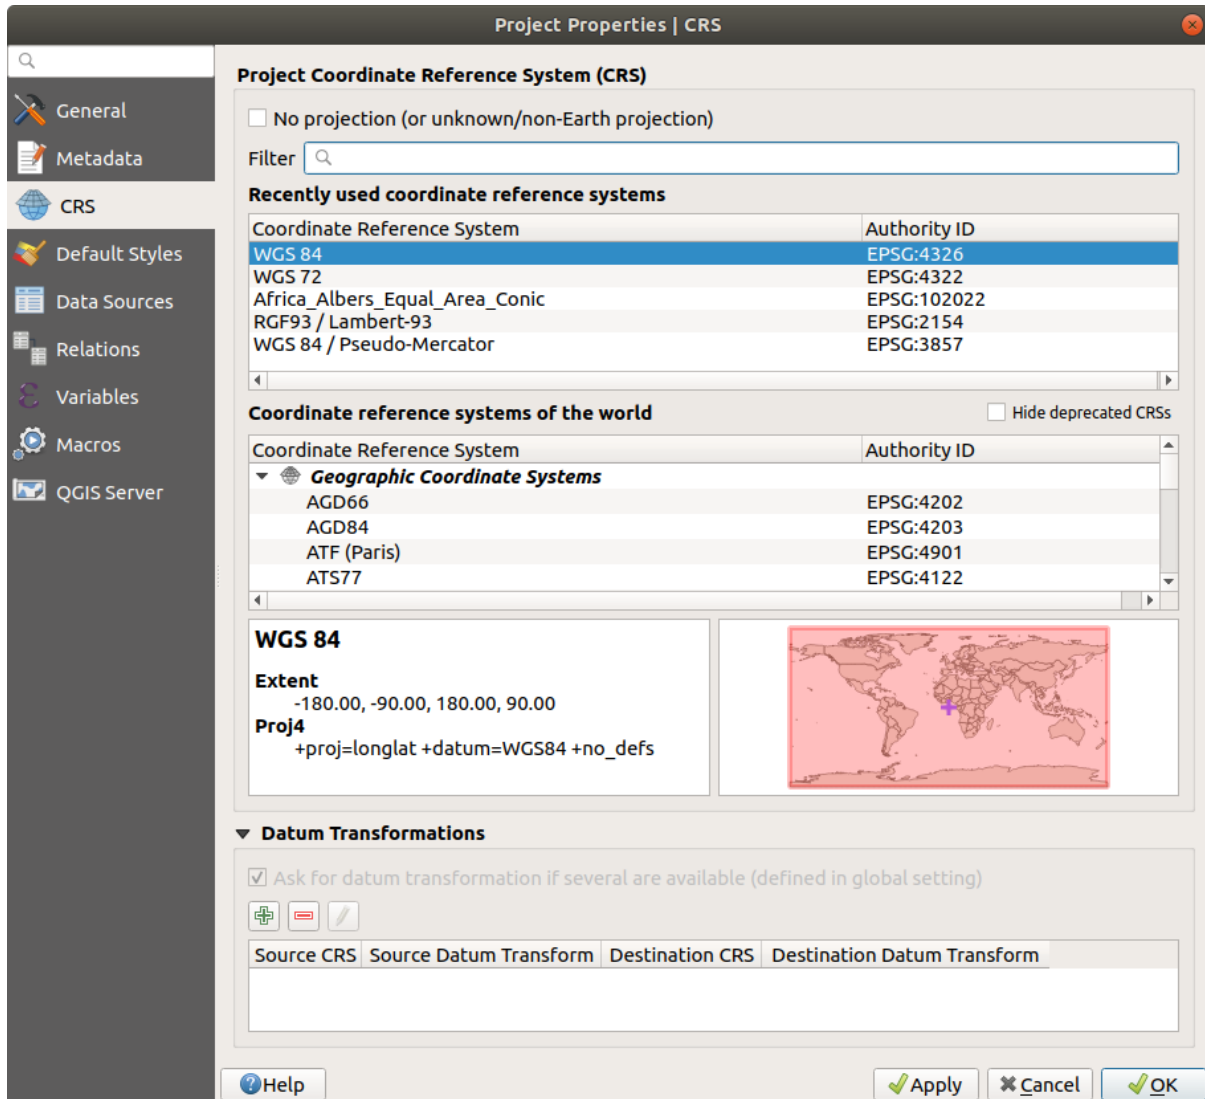 Project Properties | CRS
General
Metadata
CRS
Default Styles
Data Sources
Relations
Variables
Macros
QGIS Server
Project Coordinate Reference System (CRS)
No projection (or unknown/non-Earth projection)
Filter
Recently used coordinate reference systems
Coordinate Reference System Authority ID
WGS 84 EPSG:4326
WGS 72 EPSG:4322
Africa_Albers_Equal_Area_Conic EPSG:102022
RGF93 / Lambert-93 EPSG:2154
WGS 84 / Pseudo-Mercator EPSG:3857
Coordinate reference systems of the world Hide deprecated CRSs
Coordinate Reference System Authority ID
Geographic Coordinate Systems
AGD66 EPSG:4202
AGD84 EPSG:4203
ATF (Paris) EPSG:4901
ATS77 EPSG:4122
WGS 84
Extent
-180.00, -90.00, 180.00, 90.00
Proj4
+proj=longlat +datum=WGS84 +no_defs
Datum Transformations
Ask for datum transformation if several are available (defined in global setting)
Source CRS Source Datum Transform Destination CRS Destination Datum Transform
Help Apply Cancel OK